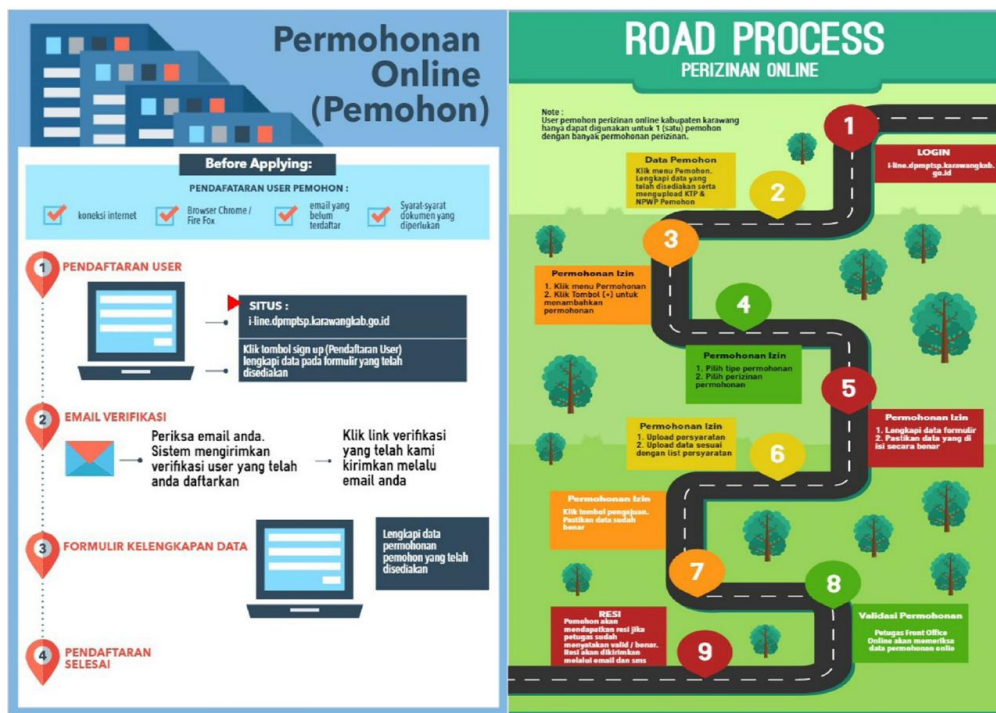 Permohonan
Online
(Pemohon)
Before Applying:
PENDAFATARAN USER PEMOHON :
koneksi internet
Browser Chrome /
Fire Fox
email yang
belum
terdaftar
Syarat-syarat
dokumen yang
diperlukan
1
PENDAFTARAN USER
SITUS :
i-line.dpmptsp.karawangkab.go.id
Klik tombol sign up (Pendaftaran User)
lengkapi data pada formulir yang telah
disediakan
2
EMAIL VERIFIKASI
Periksa email anda.
Sistem mengirimkan
verifikasi user yang telah
anda daftarkan
Klik link verifikasi
yang telah kami
kirimkan melalu
email anda
3
FORMULIR KELENGKAPAN DATA
Lengkapi data
permohonan
pemohon yang telah
disediakan
4
PENDAFTARAN
SELESAI
ROAD PROCESS
PERIZINAN ONLINE
Note :
User pemohon perizinan online kabupaten karawang
hanya dapat digunakan untuk 1 (satu) pemohon
dengan banyak permohonan perizinan.
1
LOGIN
i-line.dpmptsp.karawangkab.
go.id
Data Pemohon
Klik menu Pemohon.
Lengkapi data yang
telah disediakan serta
mengupload KTP &
NPWP Pemohon
2
3
Permohonan Izin
1. Klik menu Permohonan
2. Klik Tombol (+) untuk
menambahkan
permohonan
4
Permohonan Izin
1. Pilih tipe permohonan
2. Pilih perizinan
permohonan
5
Permohonan Izin
1. Lengkapi data formulir
2. Pastikan data yang di
isi secara benar
Permohonan Izin
1. Upload persyaratan
2. Upload data sesuai
dengan list persyaratan
6
Permohonan Izin
Klik tombol pengajuan.
Pastikan data sudah
benar
7
8
Validasi Permohonan
Petugas Front Office
Online akan memeriksa
data permohonan onlie
RESI
Pemohon akan
mendapatkan resi jika
petugas sudah
menyatakan valid / benar.
Resi akan dikirimkan
melalui email dan sms
9